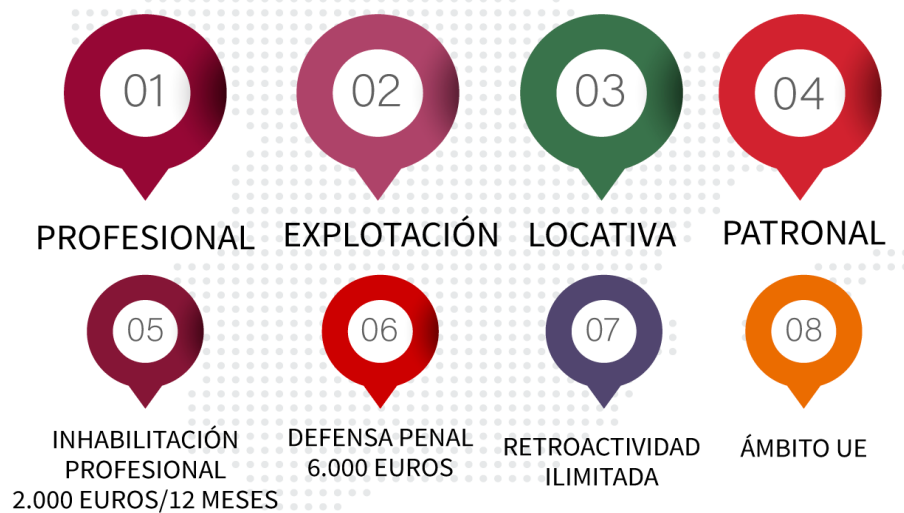 01
02
03
04
PROFESIONAL
EXPLOTACIÓN
LOCATIVA
PATRONAL
05
06
07
08
INHABILITACIÓN
PROFESIONAL
2.000 EUROS/12 MESES
DEFENSA PENAL
6.000 EUROS
RETROACTIVIDAD
ILIMITADA
ÁMBITO UE